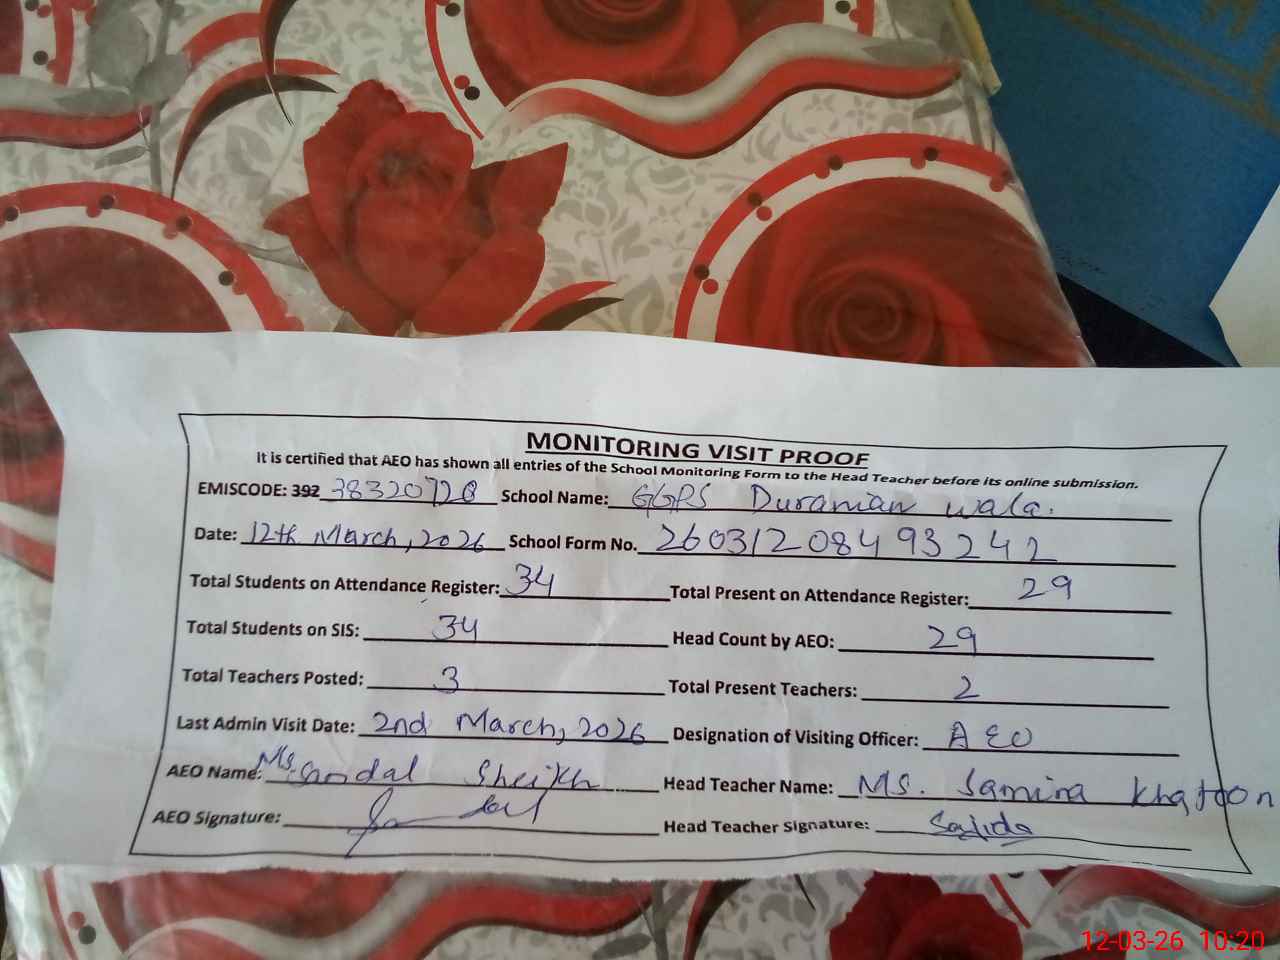 MONITORING VISIT PROOF
It is certified that AEO has shown all entries of the School Monitoring Form to the Head Teacher before its online submission.
EMISCODE: 392 38320728 School Name: GGPS Duranian wala.
Date: 12th March, 2026 School Form No. 26031208493242
Total Students on Attendance Register: 34 Total Present on Attendance Register: 29
Total Students on SIS: 34 Head Count by AEO: 29
Total Teachers Posted: 3 Total Present Teachers: 2
Last Admin Visit Date: 2nd March, 2026 Designation of Visiting Officer: AEO
AEO Name: Ms. Sandal Sheikh Head Teacher Name: Ms. Samina Khatoon
AEO Signature: Head Teacher Signature: Sajida
12-03-26 10:20